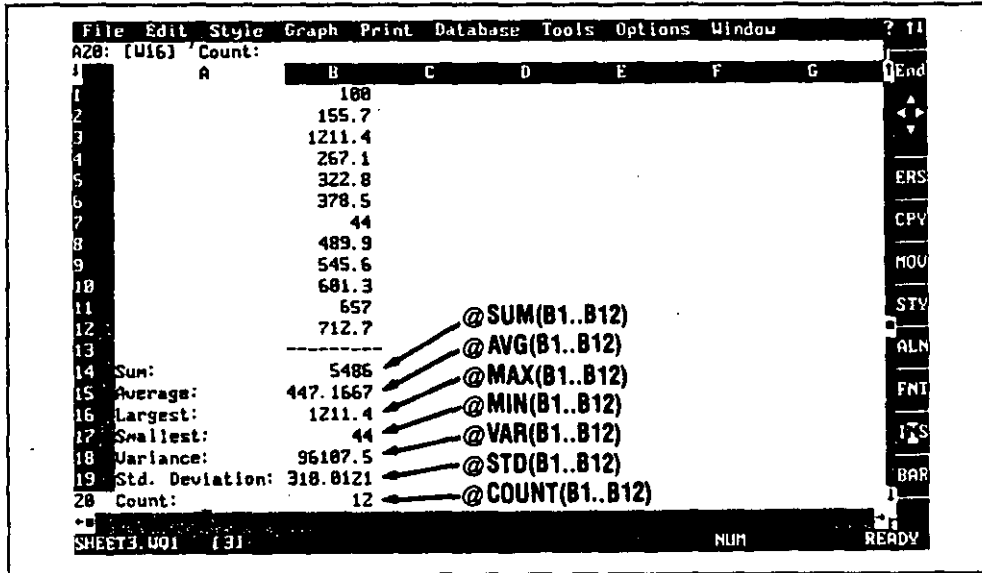 File Edit Style Graph Print Database Tools Options Window ? ↑↓
A20: [W16] 'Count:
A B C D E F G End
1 100
2 155.7
3 1211.4
4 267.1
5 322.8 ERS
6 378.5
7 44 CPY
8 489.9
9 545.6 MOV
10 601.3
11 657 STY
12 712.7 @SUM(B1..B12)
13 ---------- @AVG(B1..B12) ALN
14 Sum: 5486 @MAX(B1..B12)
15 Average: 447.1667 @MIN(B1..B12) FNT
16 Largest: 1211.4 @VAR(B1..B12)
17 Smallest: 44 @STD(B1..B12)
18 Variance: 96107.5 @COUNT(B1..B12)
19 Std. Deviation: 310.0121 BAR
20 Count: 12
SHEET3.WQ1 [3] NUM READY